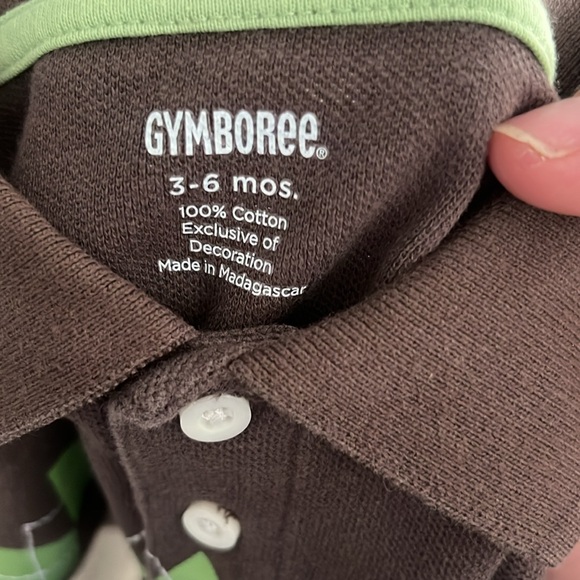 GYMBOREE®
3-6 mos.
100% Cotton
Exclusive of
Decoration
Made in Madagascar